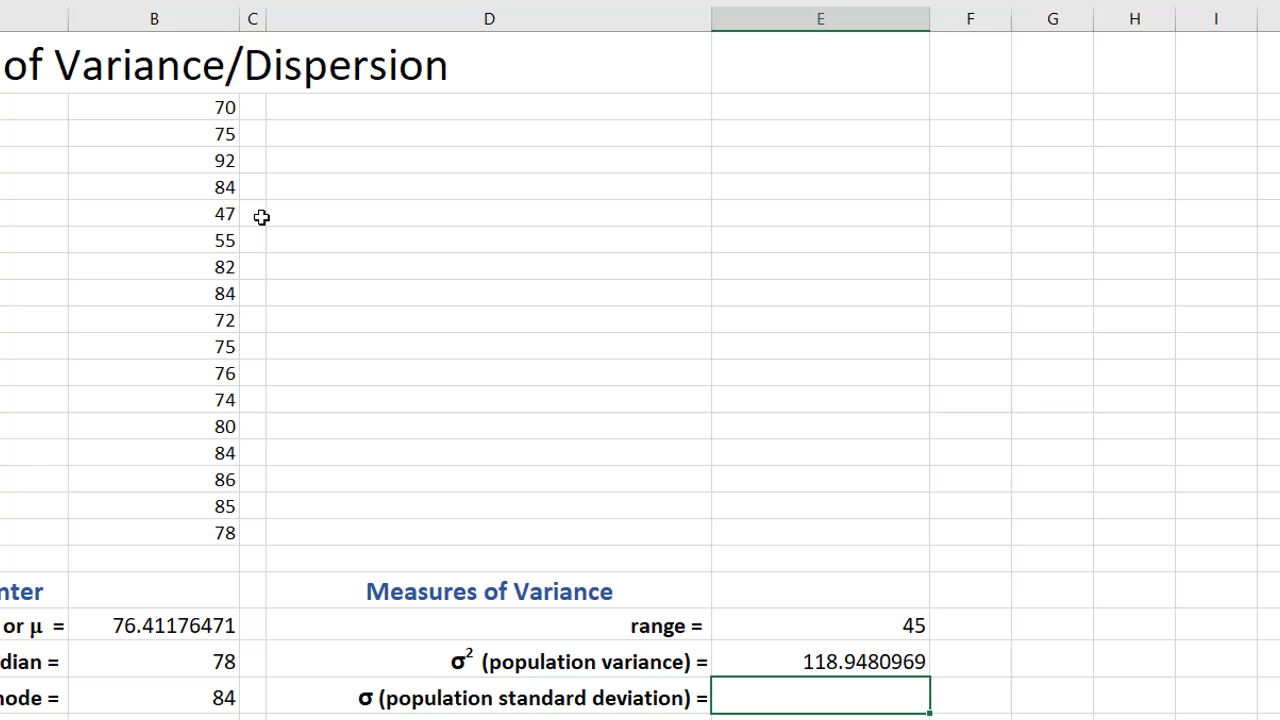 B C D E F G H I
of Variance/Dispersion
70
75
92
84
47
55
82
84
72
75
76
74
80
84
86
85
78
nter Measures of Variance
or μ = 76.41176471 range = 45
dian = 78 σ² (population variance) = 118.9480969
node = 84 σ (population standard deviation) =